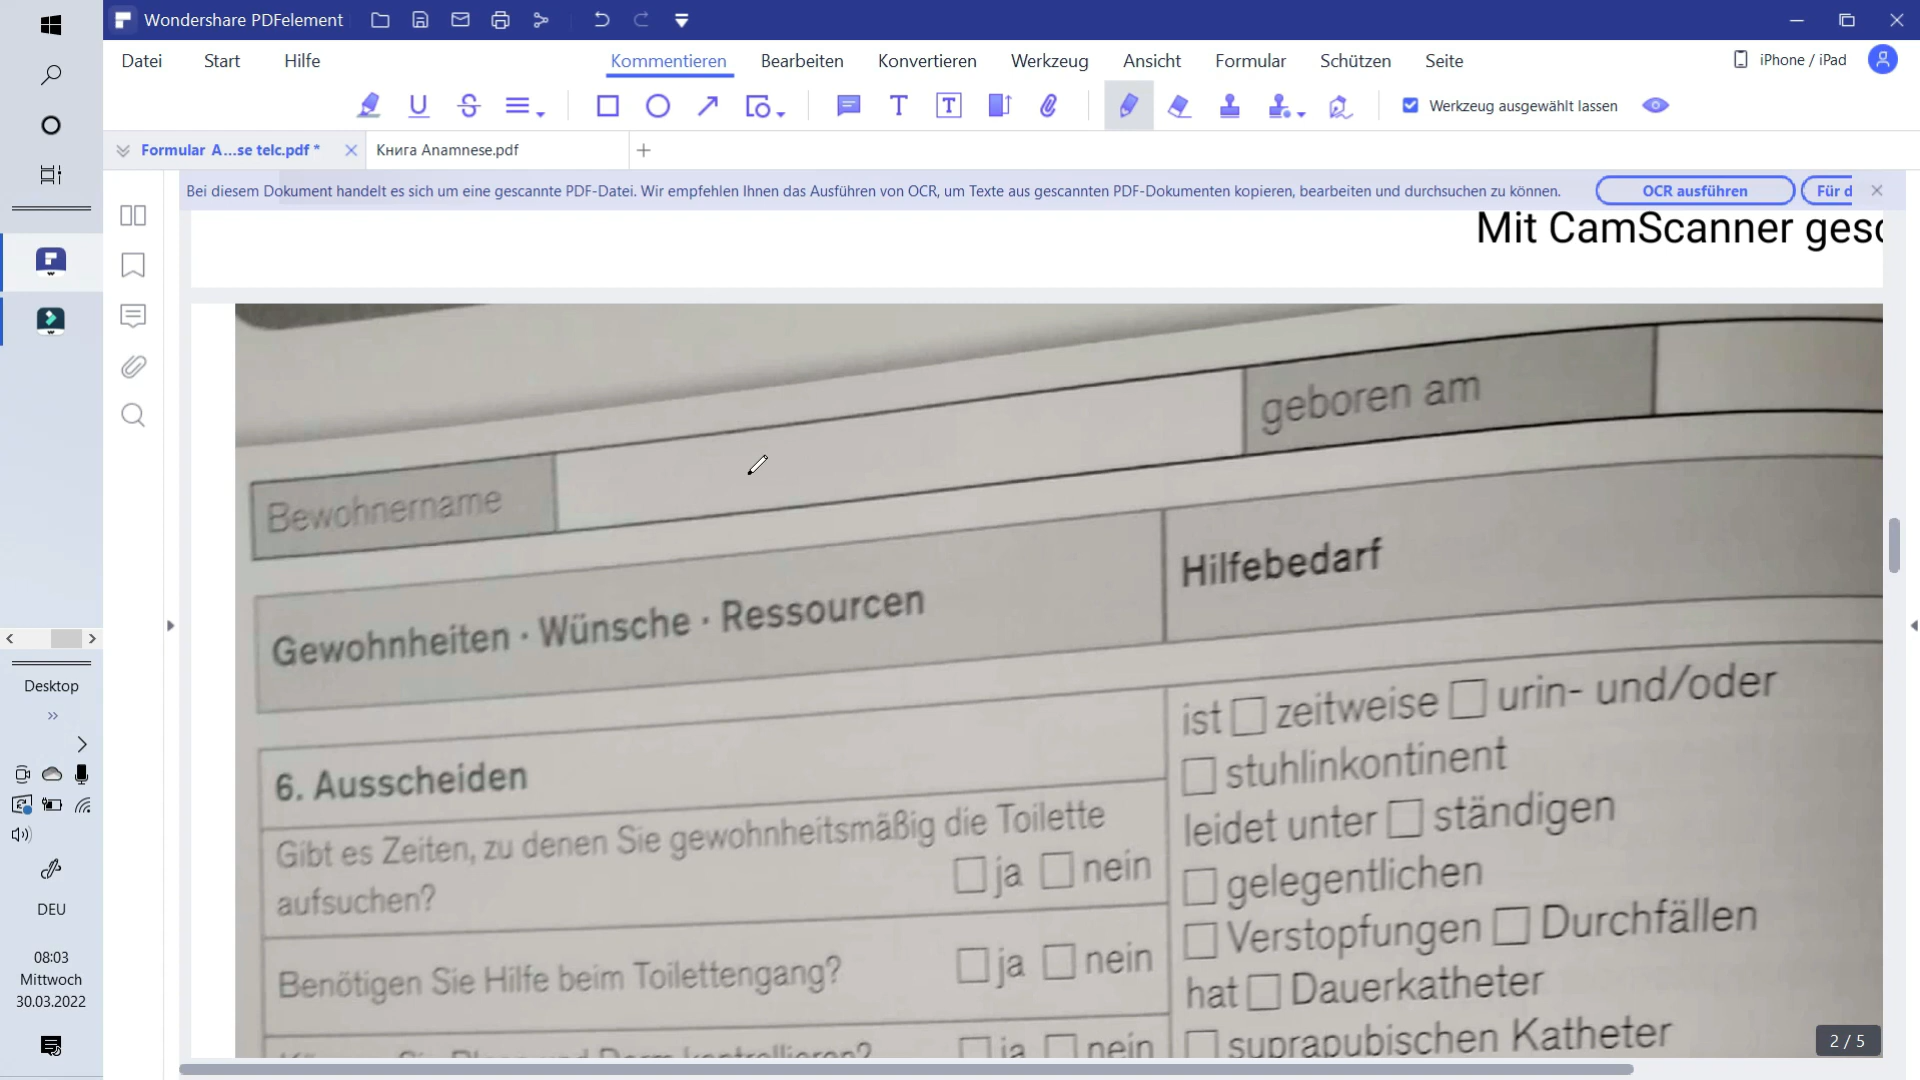 Wondershare PDFelement
Datei Start Hilfe Kommentieren Bearbeiten Konvertieren Werkzeug Ansicht Formular Schützen Seite iPhone / iPad
Werkzeug ausgewählt lassen
Formular A...se telc.pdf * Книга Anamnese.pdf
Bei diesem Dokument handelt es sich um eine gescannte PDF-Datei. Wir empfehlen Ihnen das Ausführen von OCR, um Texte aus gescannten PDF-Dokumenten kopieren, bearbeiten und durchsuchen zu können. OCR ausführen Für d
Mit CamScanner gesc
geboren am
Bewohnername
Gewohnheiten · Wünsche · Ressourcen
Hilfebedarf
6. Ausscheiden
Gibt es Zeiten, zu denen Sie gewohnheitsmäßig die Toilette
aufsuchen? ja nein
Benötigen Sie Hilfe beim Toilettengang? ja nein
kontrollieren? ja nein
ist zeitweise urin- und/oder
stuhlinkontinent
leidet unter ständigen
gelegentlichen
Verstopfungen Durchfällen
hat Dauerkatheter
suprapubischen Katheter
2 / 5
Desktop
DEU
08:03
Mittwoch
30.03.2022